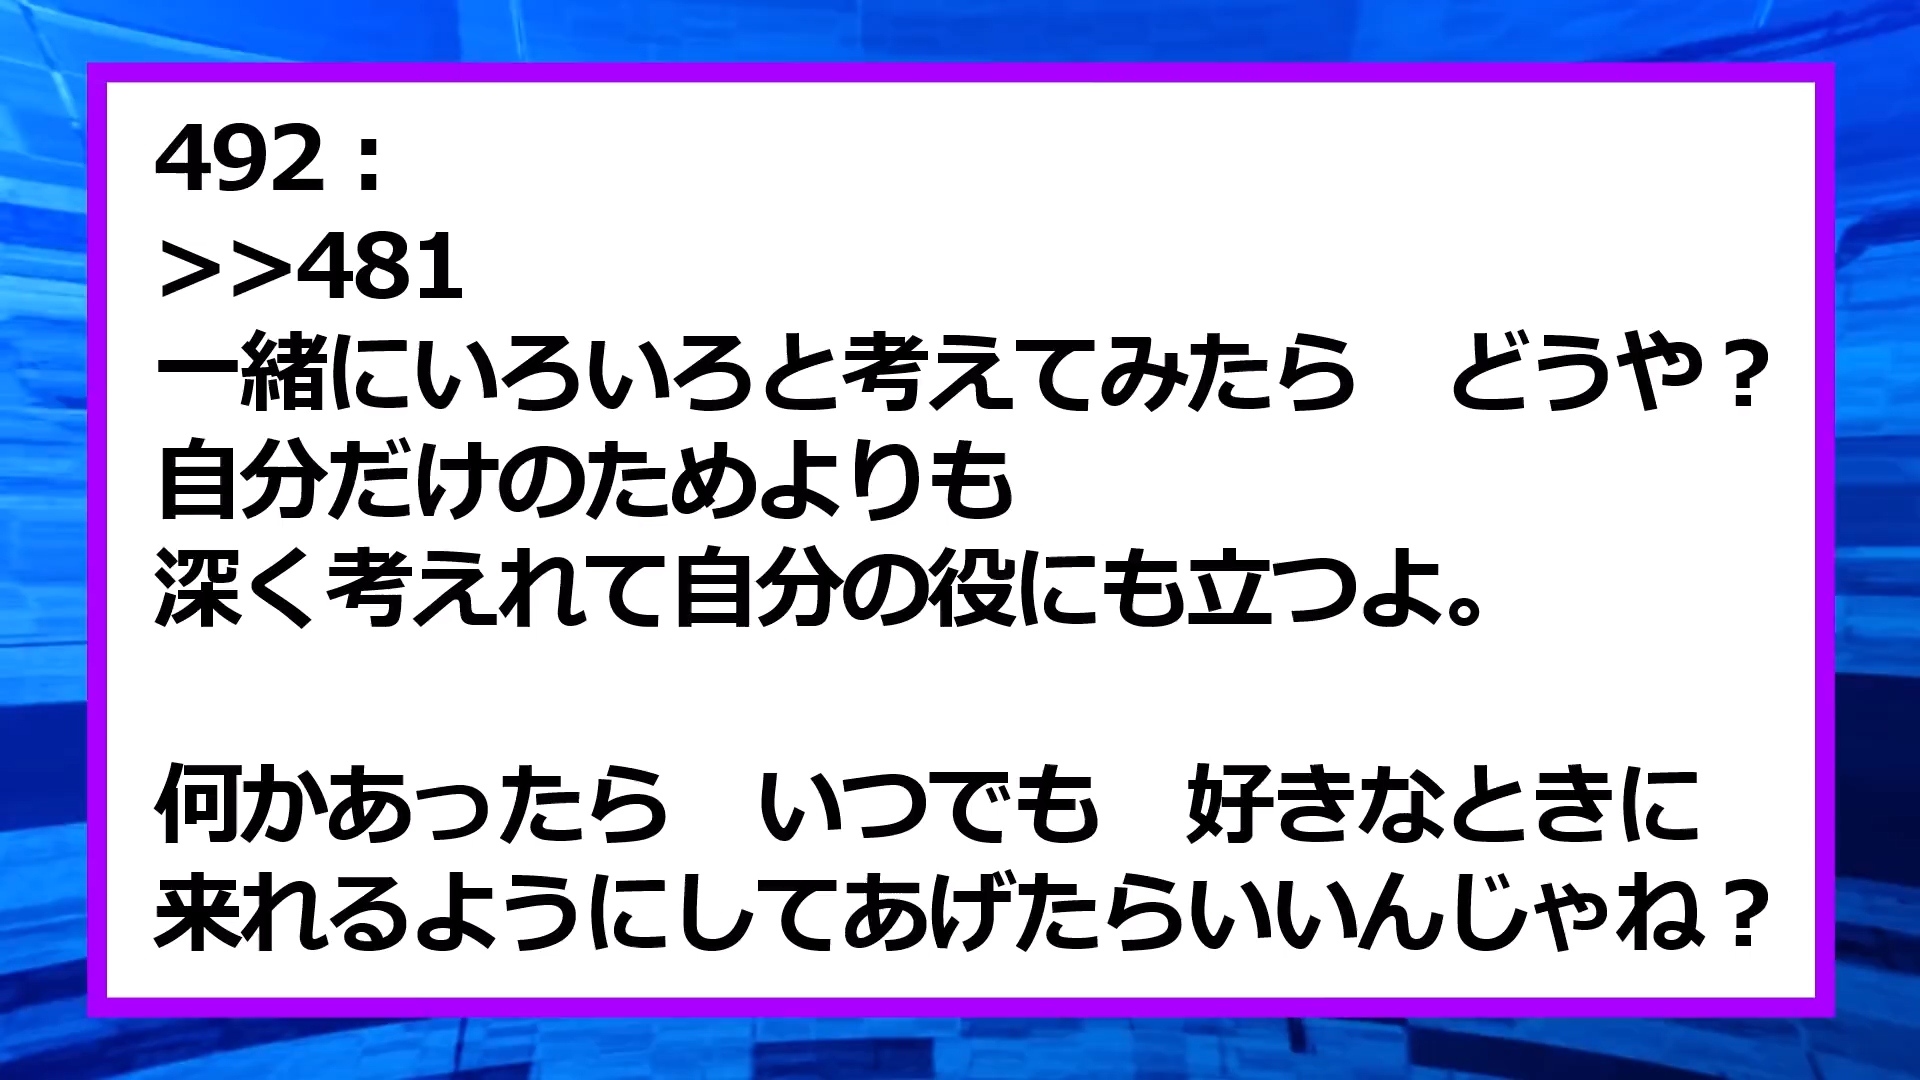 492：
>>481
一緒にいろいろと考えてみたら　どうや？
自分だけのためよりも
深く考えれて自分の役にも立つよ。
何かあったら　いつでも　好きなときに
来れるようにしてあげたらいいんじゃね？